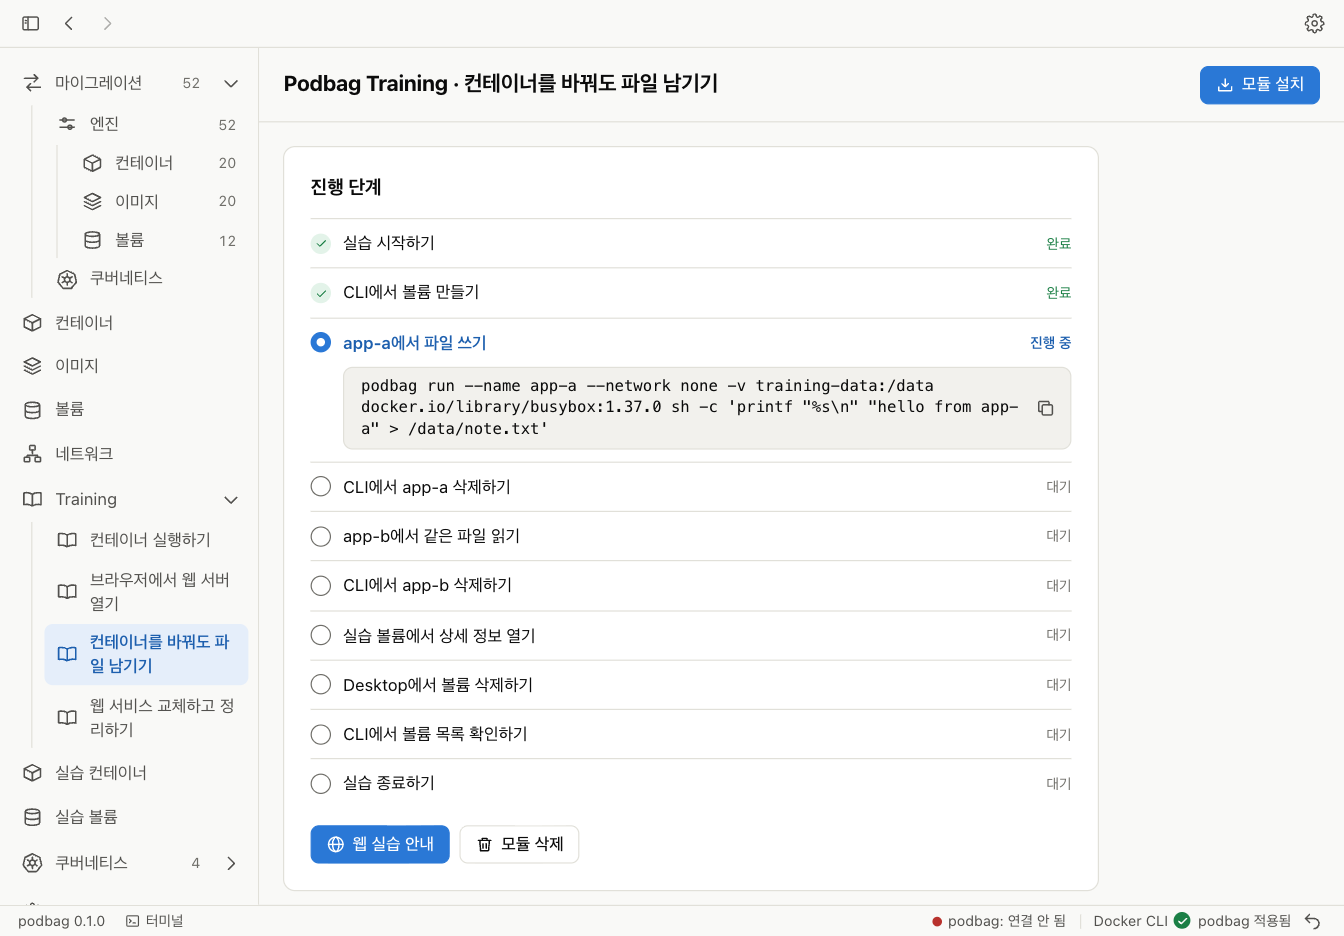 마이그레이션 52
엔진 52
컨테이너 20
이미지 20
볼륨 12
쿠버네티스
컨테이너
이미지
볼륨
네트워크
Training
컨테이너 실행하기
브라우저에서 웹 서버
열기
컨테이너를 바꿔도 파
일 남기기
웹 서비스 교체하고 정
리하기
실습 컨테이너
실습 볼륨
쿠버네티스 4
Podbag Training · 컨테이너를 바꿔도 파일 남기기
모듈 설치
진행 단계
실습 시작하기 완료
CLI에서 볼륨 만들기 완료
app-a에서 파일 쓰기 진행 중
podbag run --name app-a --network none -v training-data:/data
docker.io/library/busybox:1.37.0 sh -c 'printf "%s\n" "hello from app-
a" > /data/note.txt'
CLI에서 app-a 삭제하기 대기
app-b에서 같은 파일 읽기 대기
CLI에서 app-b 삭제하기 대기
실습 볼륨에서 상세 정보 열기 대기
Desktop에서 볼륨 삭제하기 대기
CLI에서 볼륨 목록 확인하기 대기
실습 종료하기 대기
웹 실습 안내 모듈 삭제
podbag 0.1.0 터미널 podbag: 연결 안 됨 Docker CLI podbag 적용됨